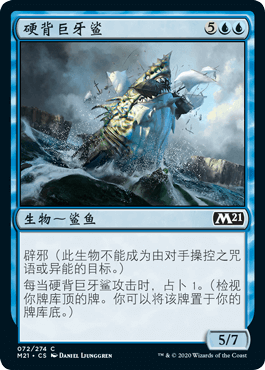 硬背巨牙鲨 5
生物～鲨鱼 M21
辟邪（此生物不能成为由对手操控之咒
语或异能的目标。）
每当硬背巨牙鲨攻击时，占卜 1。（检视
你牌库顶的牌。你可以将该牌置于你的
牌库底。）
5/7
072/274 C
M21 • CS DANIEL LJUNGGREN
™ & © 2020 Wizards of the Coast